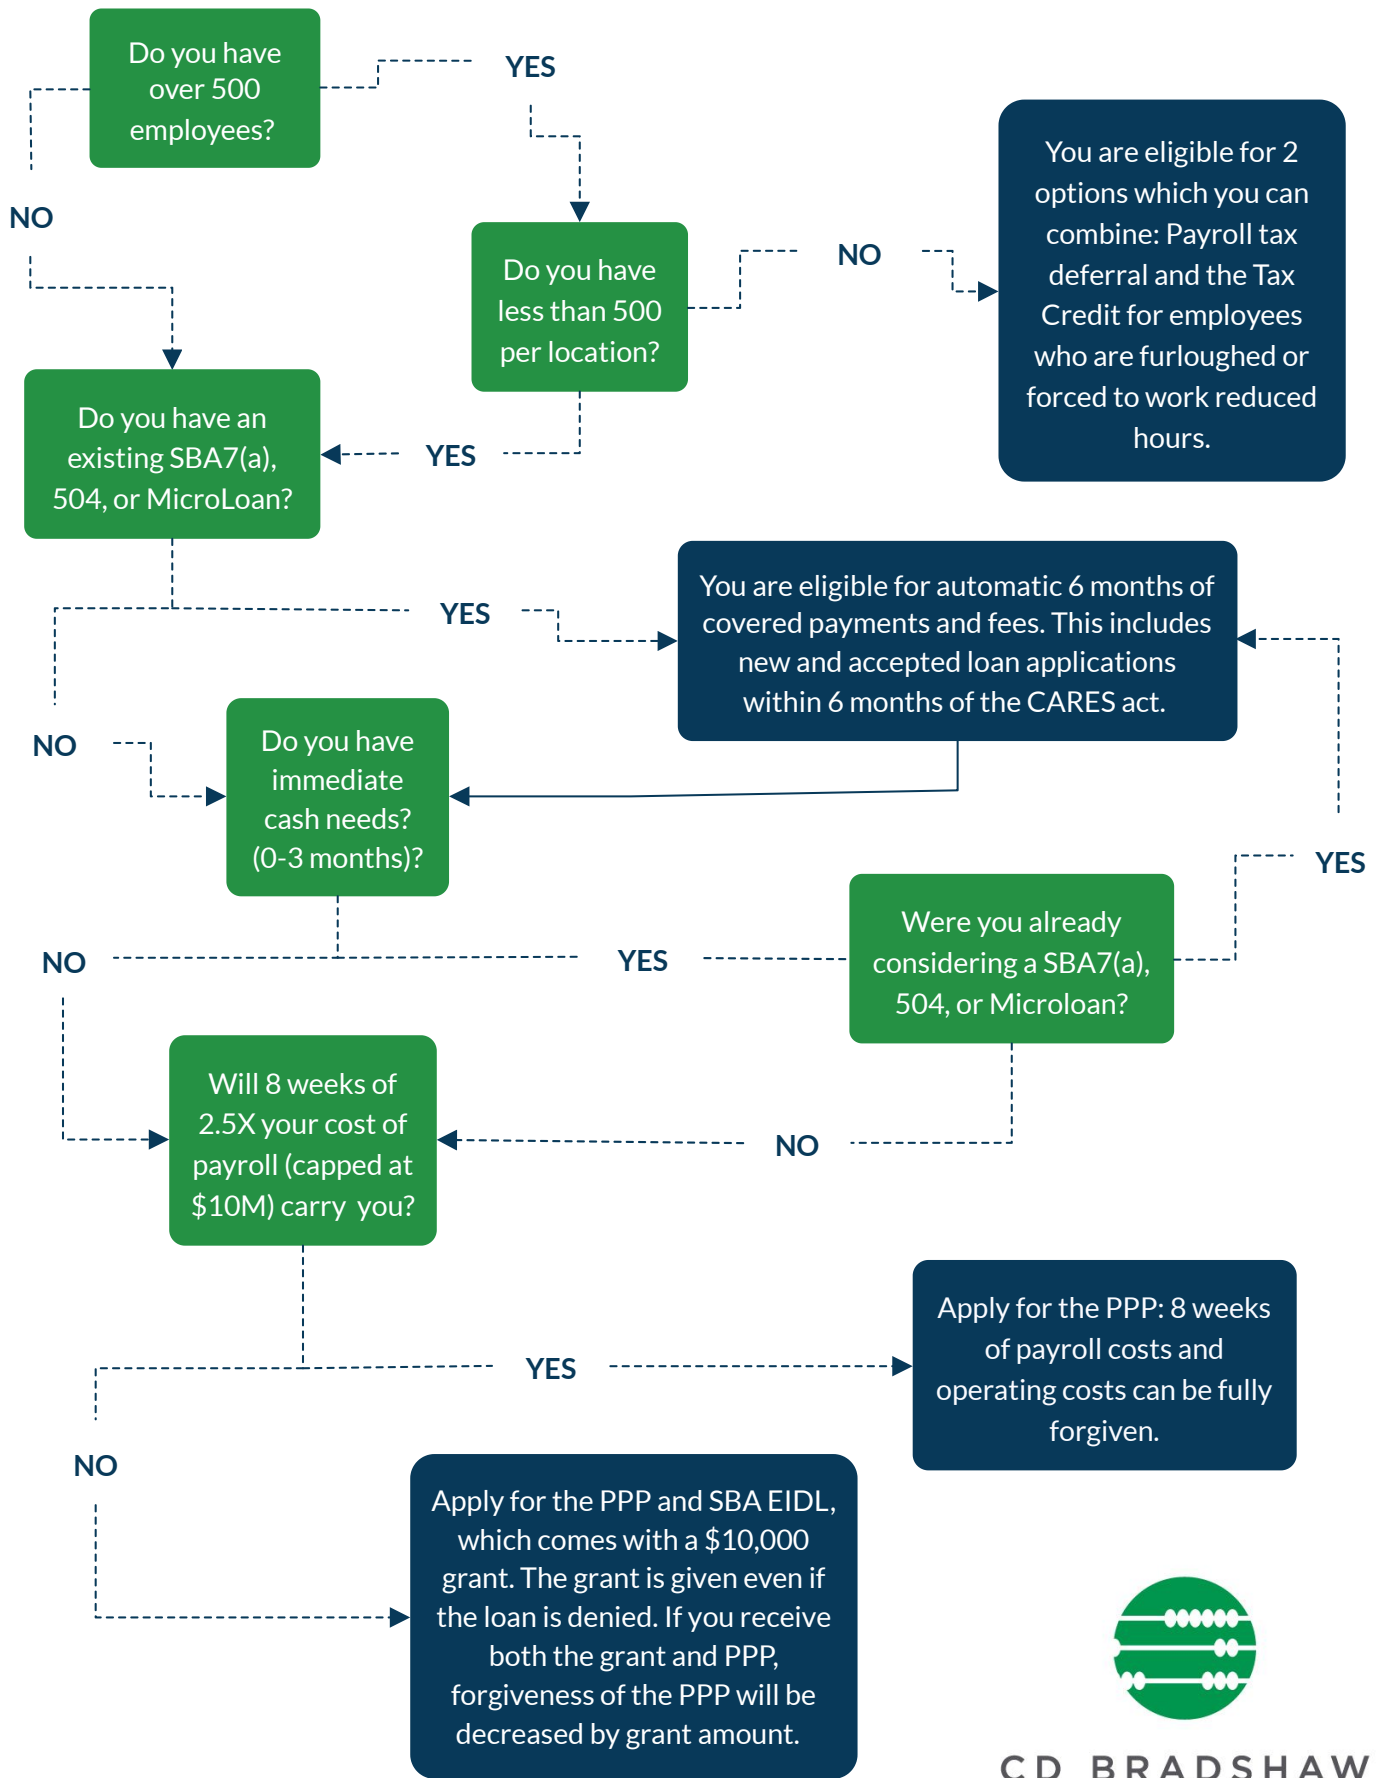 Do you have
over 500
employees?
YES
NO
You are eligible for 2
options which you can
combine: Payroll tax
deferral and the Tax
Credit for employees
who are furloughed or
forced to work reduced
hours.
Do you have
less than 500
per location?
NO
Do you have an
existing SBA7(a),
504, or MicroLoan?
YES
You are eligible for automatic 6 months of
covered payments and fees. This includes
new and accepted loan applications
within 6 months of the CARES act.
YES
NO
Do you have
immediate
cash needs?
(0-3 months)?
YES
Were you already
considering a SBA7(a),
504, or Microloan?
NO
YES
Will 8 weeks of
2.5X your cost of
payroll (capped at
$10M) carry you?
NO
Apply for the PPP: 8 weeks
of payroll costs and
operating costs can be fully
forgiven.
YES
NO
Apply for the PPP and SBA EIDL,
which comes with a $10,000
grant. The grant is given even if
the loan is denied. If you receive
both the grant and PPP,
forgiveness of the PPP will be
decreased by grant amount.
CD BRADSHAW